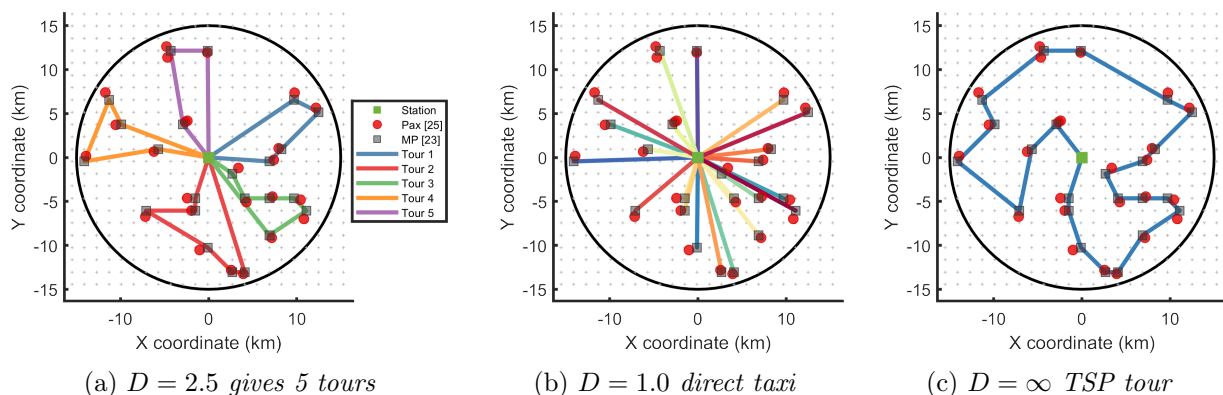 15
10
5
0
-5
-10
-15
Y coordinate (km)
-10
0
10
X coordinate (km)
Station
Pax [25]
MP [23]
Tour 1
Tour 2
Tour 3
Tour 4
Tour 5
(a) D = 2.5 gives 5 tours
15
10
5
0
-5
-10
-15
Y coordinate (km)
-10
0
10
X coordinate (km)
(b) D = 1.0 direct taxi
15
10
5
0
-5
-10
-15
Y coordinate (km)
-10
0
10
X coordinate (km)
(c) D = ∞ TSP tour